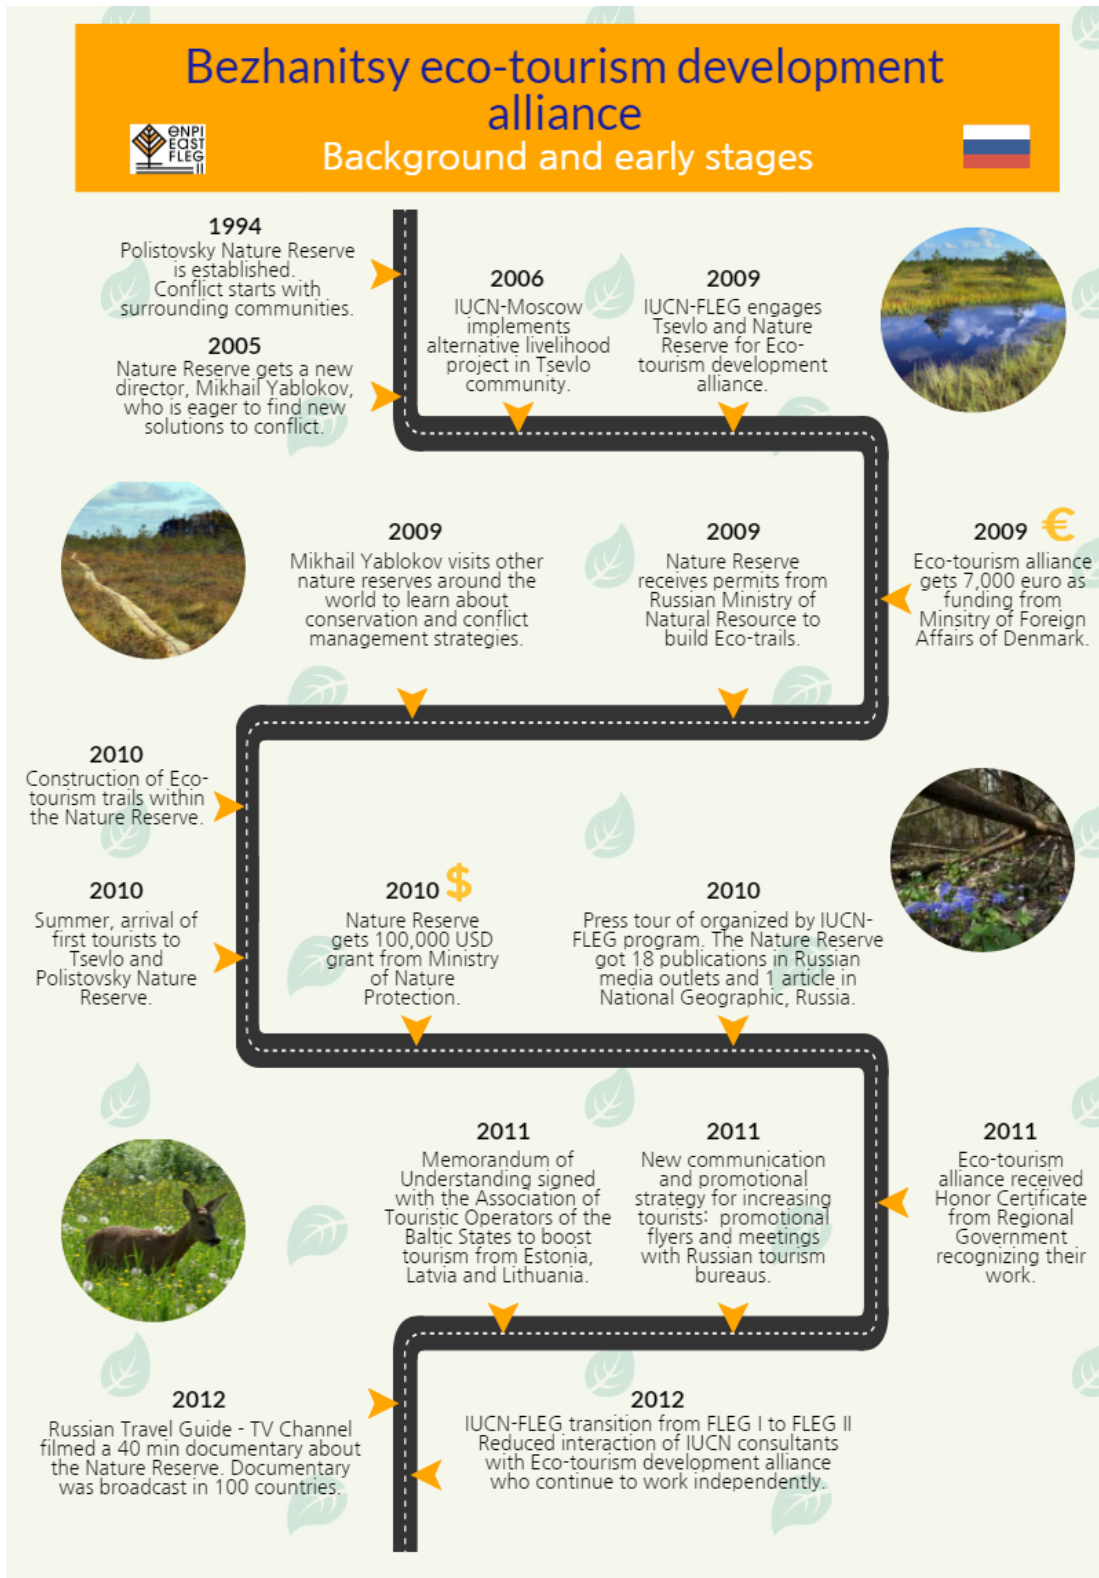 Bezhanitsy eco-tourism development
alliance
Background and early stages
ENPI
EAST
FLEG
II
1994
Polistovsky Nature Reserve
is established.
Conflict starts with
surrounding communities.
2005
Nature Reserve gets a new
director, Mikhail Yablokov,
who is eager to find new
solutions to conflict.
2006
IUCN-Moscow
implements
alternative livelihood
project in Tsevlo
community.
2009
IUCN-FLEG engages
Tsevlo and Nature
Reserve for Eco-
tourism development
alliance.
2009 €
Eco-tourism alliance
gets 7,000 euro as
funding from
Minsitry of Foreign
Affairs of Denmark.
2009
Nature Reserve
receives permits from
Russian Ministry of
Natural Resource to
build Eco-trails.
2009
Mikhail Yablokov visits other
nature reserves around the
world to learn about
conservation and conflict
management strategies.
2010
Construction of Eco-
tourism trails within
the Nature Reserve.
2010
Summer, arrival of
first tourists to
Tsevlo and
Polistovsky Nature
Reserve.
2010 $
Nature Reserve
gets 100,000 USD
grant from Ministry
of Nature
Protection.
2010
Press tour of organized by IUCN-
FLEG program. The Nature Reserve
got 18 publications in Russian
media outlets and 1 article in
National Geographic, Russia.
2011
Eco-tourism
alliance received
Honor Certificate
from Regional
Government
recognizing their
work.
2011
New communication
and promotional
strategy for increasing
tourists: promotional
flyers and meetings
with Russian tourism
bureaus.
2011
Memorandum of
Understanding signed
with the Association of
Touristic Operators of the
Baltic States to boost
tourism from Estonia,
Latvia and Lithuania.
2012
Russian Travel Guide - TV Channel
filmed a 40 min documentary about
the Nature Reserve. Documentary
was broadcast in 100 countries.
2012
IUCN-FLEG transition from FLEG I to FLEG II
Reduced interaction of IUCN consultants
with Eco-tourism development alliance
who continue to work independently.